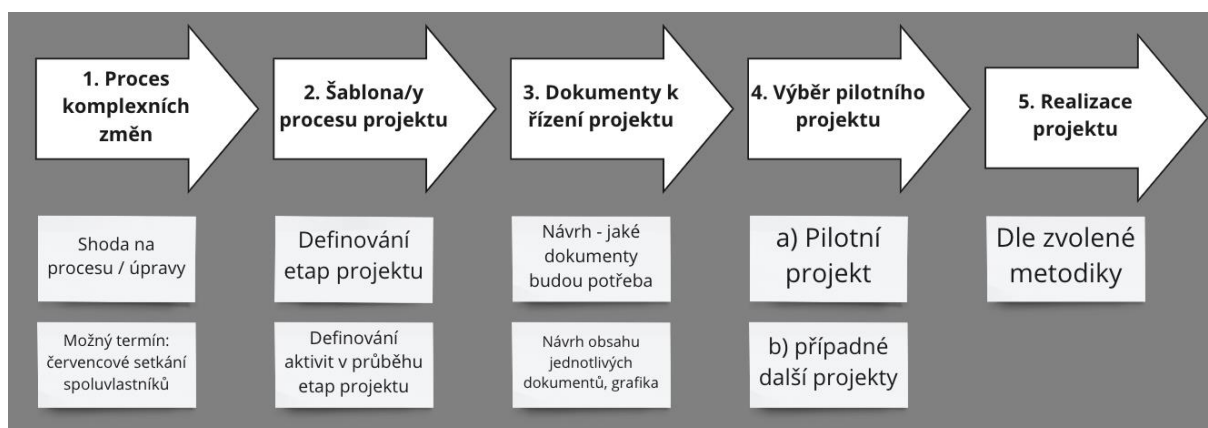 1. Proces
komplexních
změn
2. Šablona/y
procesu projektu
3. Dokumenty k
řízení projektu
4. Výběr pilotního
projektu
5. Realizace
projektu
Shoda na
procesu / úpravy
Definování
etap projektu
Návrh - jaké
dokumenty
budou potřeba
a) Pilotní
projekt
Dle zvolené
metodiky
Možný termín:
červencové setkání
spoluvlastníků
Definování
aktivit v průběhu
etap projektu
Návrh obsahu
jednotlivých
dokumentů, grafika
b) případné
další projekty